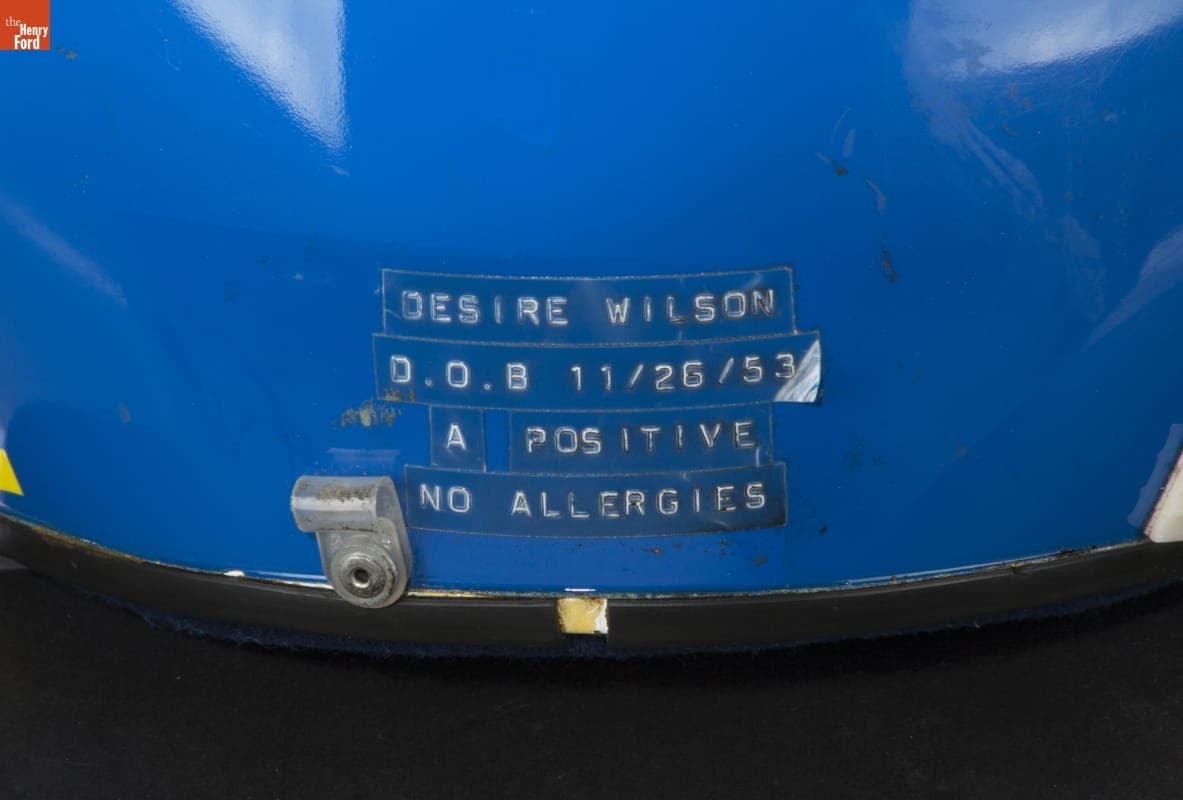 the
Henry
Ford
DESIRE WILSON
D.O.B 11/26/53
A POSITIVE
NO ALLERGIES